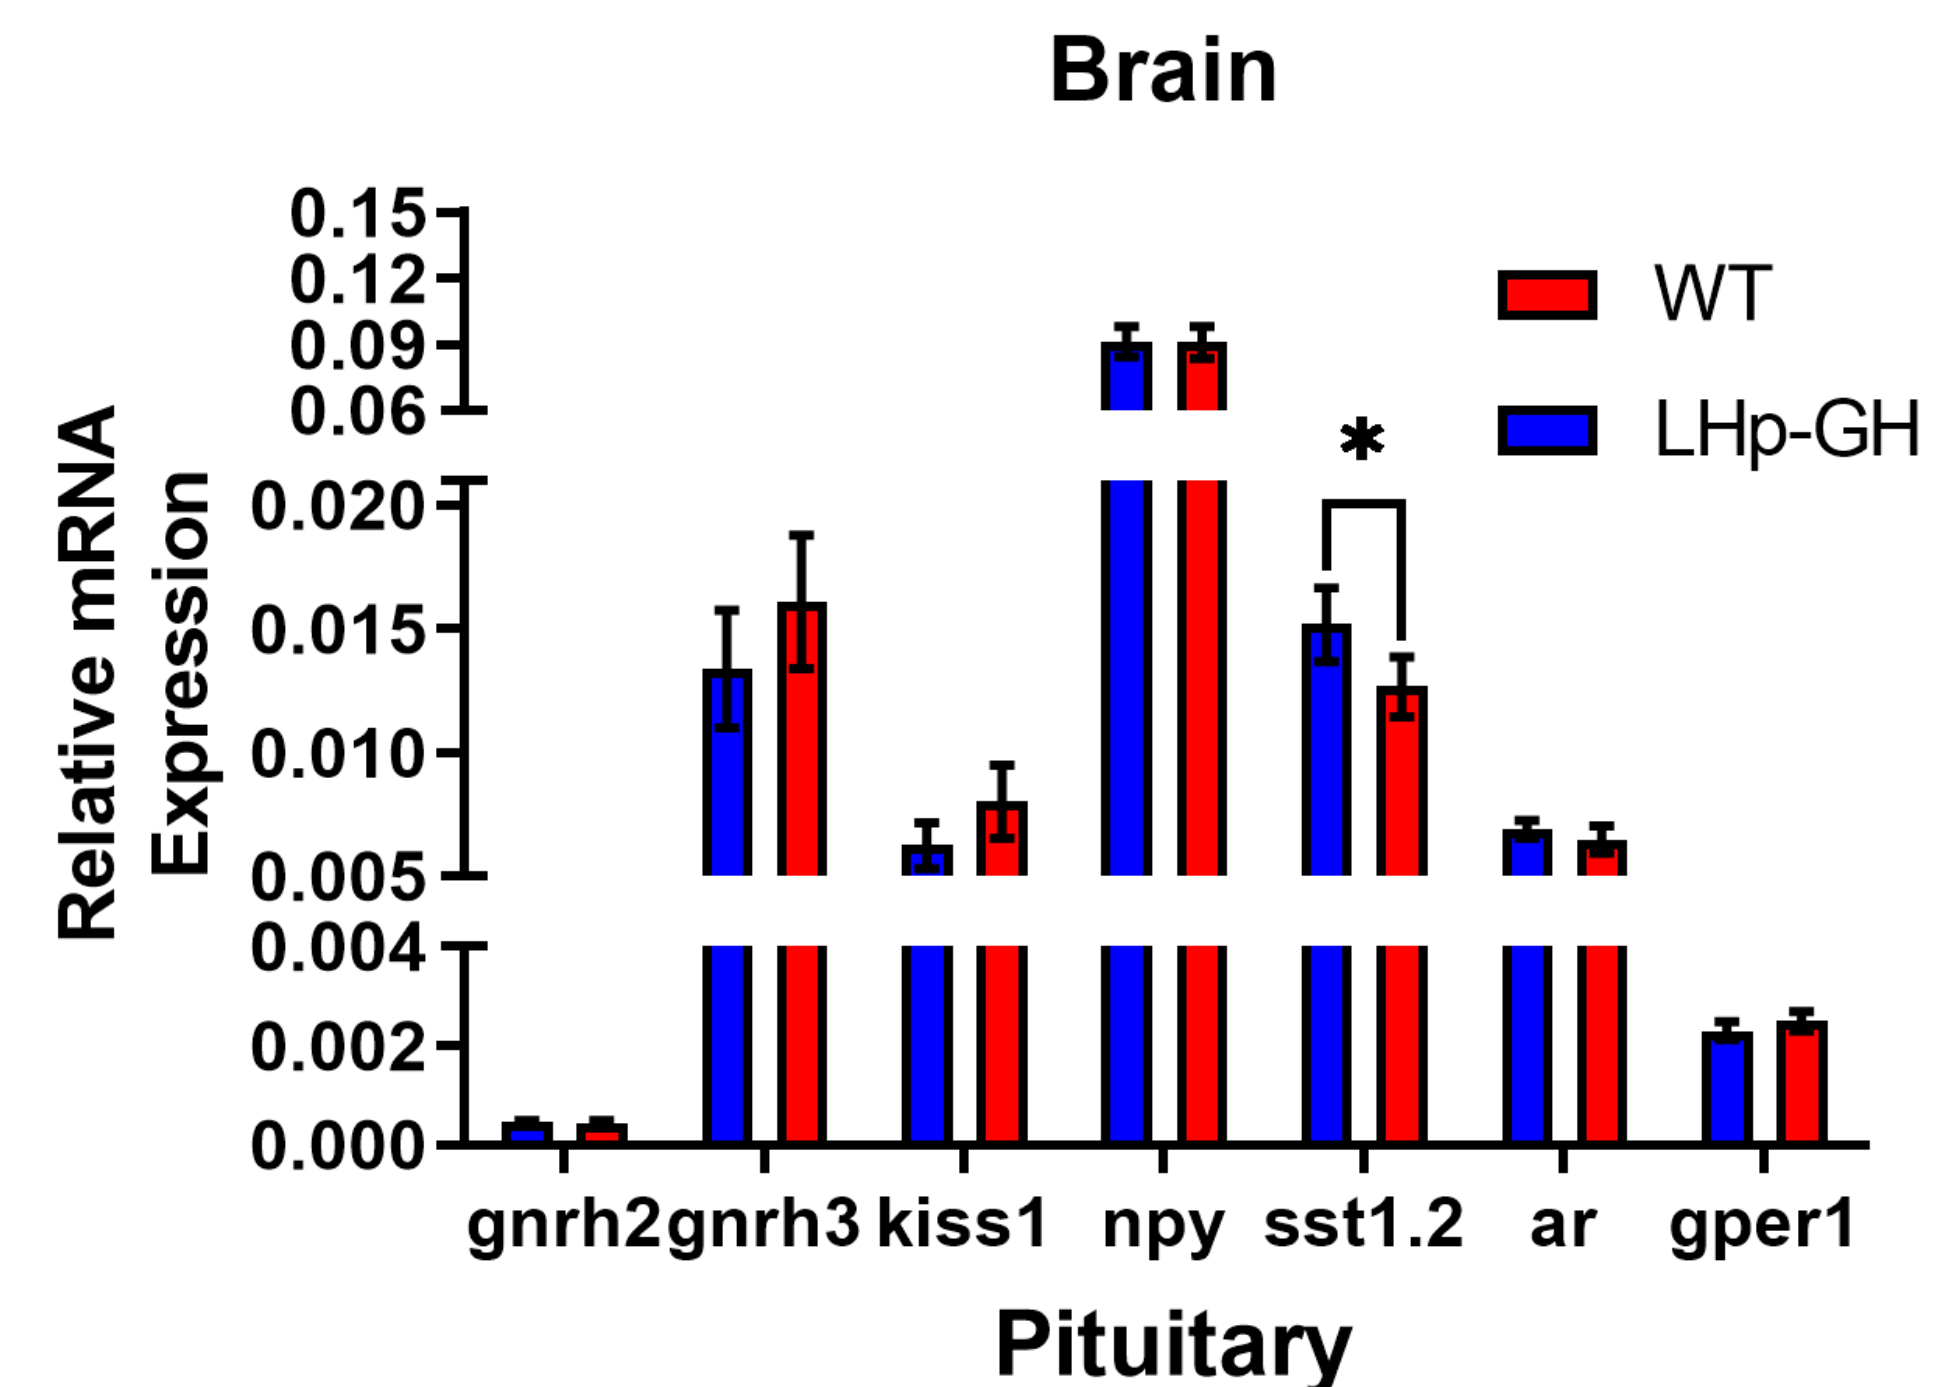 Brain
Relative mRNA
Expression
0.15
0.12
0.09
0.06
0.020
0.015
0.010
0.005
0.004
0.002
0.000
WT
LHp-GH
*
gnrh2 gnrh3 kiss1 npy sst1.2 ar gper1
Pituitary